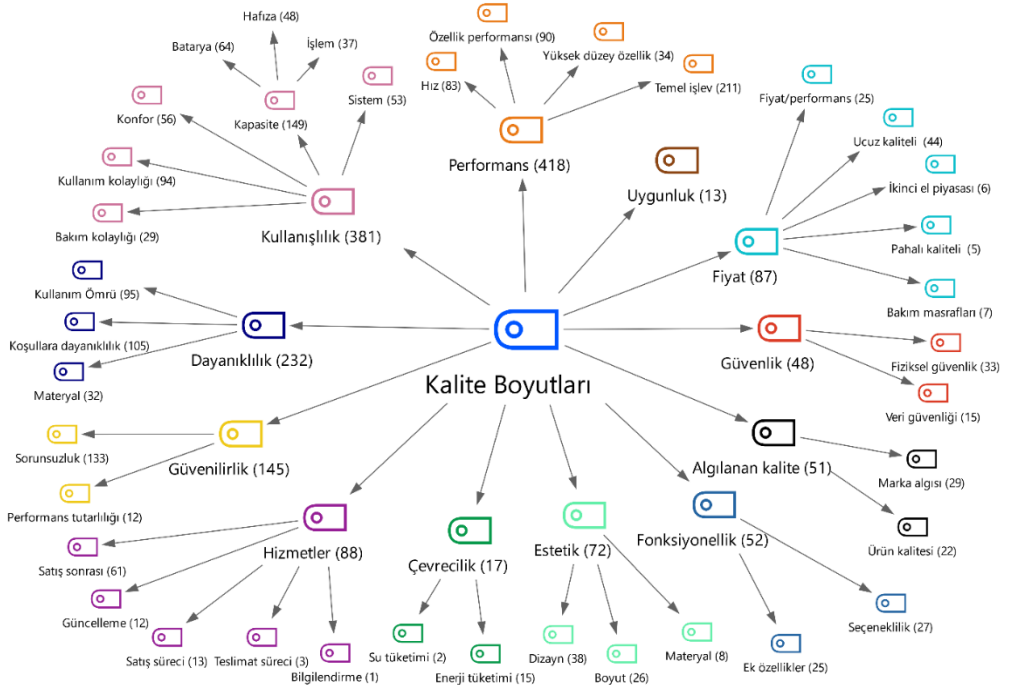 Hafıza (48)
Batarya (64)
İşlem (37)
Konfor (56)
Kapasite (149)
Sistem (53)
Kullanım kolaylığı (94)
Bakım kolaylığı (29)
Kullanışlılık (381)
Özellik performansı (90)
Yüksek düzey özellik (34)
Hız (83)
Temel işlev (211)
Performans (418)
Uygunluk (13)
Fiyat/performans (25)
Ucuz kaliteli (44)
İkinci el piyasası (6)
Pahalı kaliteli (5)
Fiyat (87)
Bakım masrafları (7)
Kullanım Ömrü (95)
Koşullara dayanıklılık (105)
Dayanıklılık (232)
Materyal (32)
Kalite Boyutları
Güvenlik (48)
Fiziksel güvenlik (33)
Veri güvenliği (15)
Sorunsuzluk (133)
Güvenilirlik (145)
Performans tutarlılığı (12)
Algılanan kalite (51)
Marka algısı (29)
Ürün kalitesi (22)
Hizmetler (88)
Satış sonrası (61)
Güncelleme (12)
Satış süreci (13)
Teslimat süreci (3)
Bilgilendirme (1)
Çevrecilik (17)
Su tüketimi (2)
Enerji tüketimi (15)
Estetik (72)
Dizayn (38)
Boyut (26)
Materyal (8)
Fonksiyonellik (52)
Seçeneklilik (27)
Ek özellikler (25)